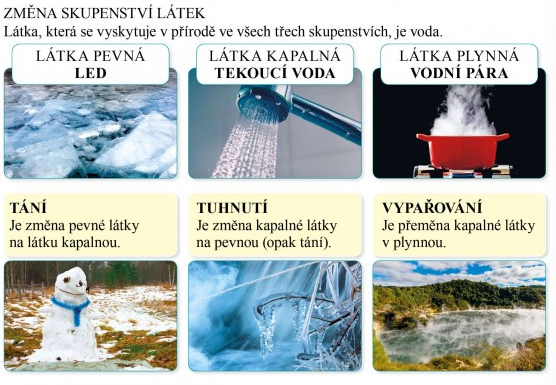 ZMĚNA SKUPENSTVÍ LÁTEK
Látka, která se vyskytuje v přírodě ve všech třech skupenstvích, je voda.
LÁTKA PEVNÁ
LED
LÁTKA KAPALNÁ
TEKOUCÍ VODA
LÁTKA PLYNNÁ
VODNÍ PÁRA
TÁNÍ
Je změna pevné látky
na látku kapalnou.
TUHNUTÍ
Je změna kapalné látky
na pevnou (opak tání).
VYPAŘOVÁNÍ
Je přeměna kapalné látky
v plynnou.